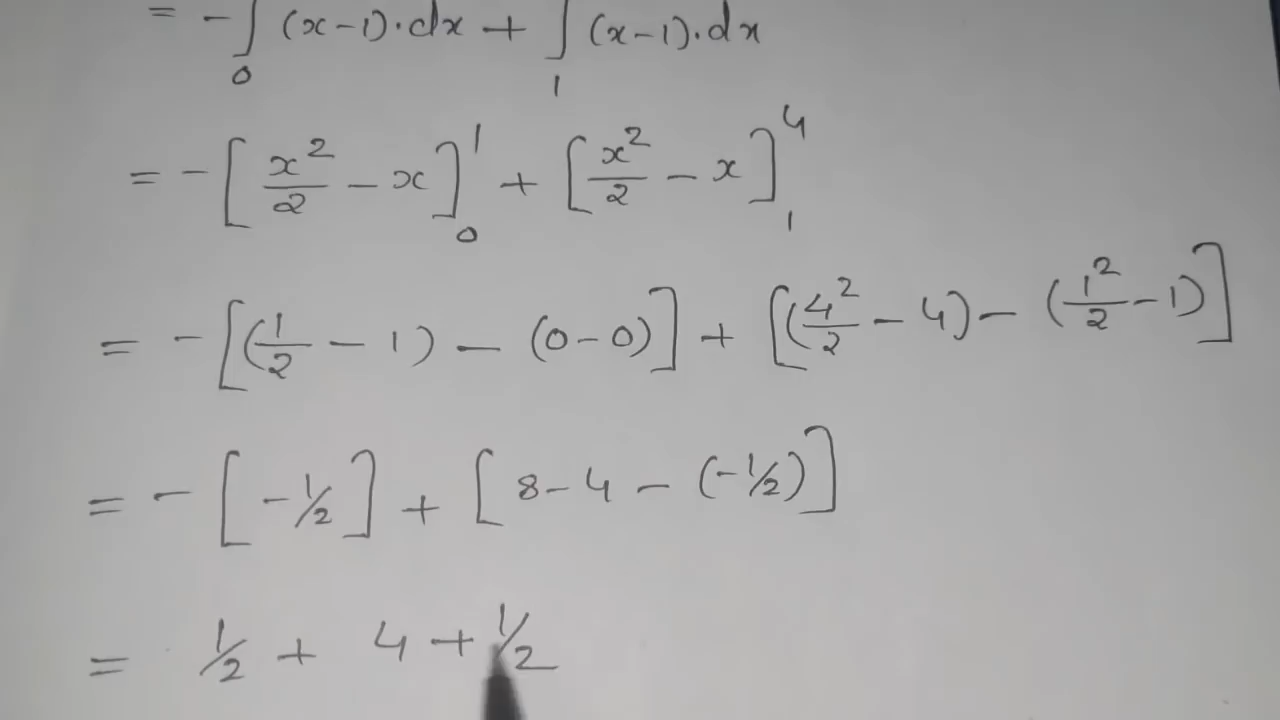 = -∫₀ (x-1)·dx + ∫₁ (x-1)·dx
= -[x²/2 - x]₀¹ + [x²/2 - x]₁⁴
= -[(1/2 - 1) - (0-0)] + [(4²/2 - 4) - (1²/2 - 1)]
= -[-1/2] + [8-4-(-1/2)]
= 1/2 + 4 + 1/2